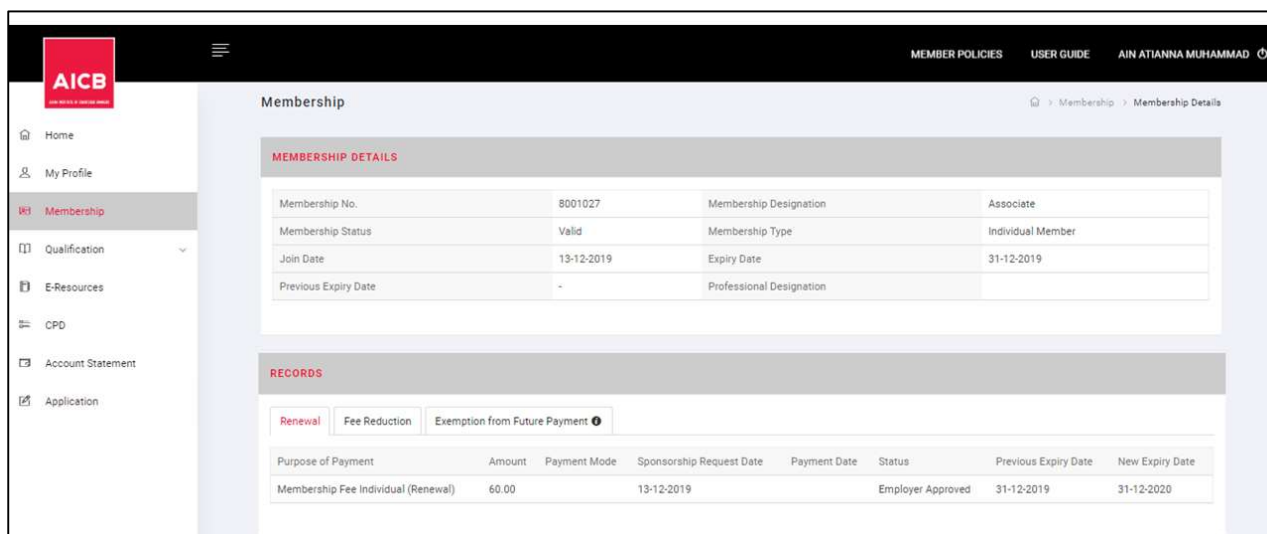 MEMBER POLICIES USER GUIDE AIN ATIANNA MUHAMMAD
AICB
Membership
Membership > Membership Details
Home
My Profile
Membership
Qualification
E-Resources
CPD
Account Statement
Application
MEMBERSHIP DETAILS
Membership No. 8001027 Membership Designation Associate
Membership Status Valid Membership Type Individual Member
Join Date 13-12-2019 Expiry Date 31-12-2019
Previous Expiry Date - Professional Designation
RECORDS
Renewal Fee Reduction Exemption from Future Payment
Purpose of Payment Amount Payment Mode Sponsorship Request Date Payment Date Status Previous Expiry Date New Expiry Date
Membership Fee Individual (Renewal) 60.00 13-12-2019 Employer Approved 31-12-2019 31-12-2020